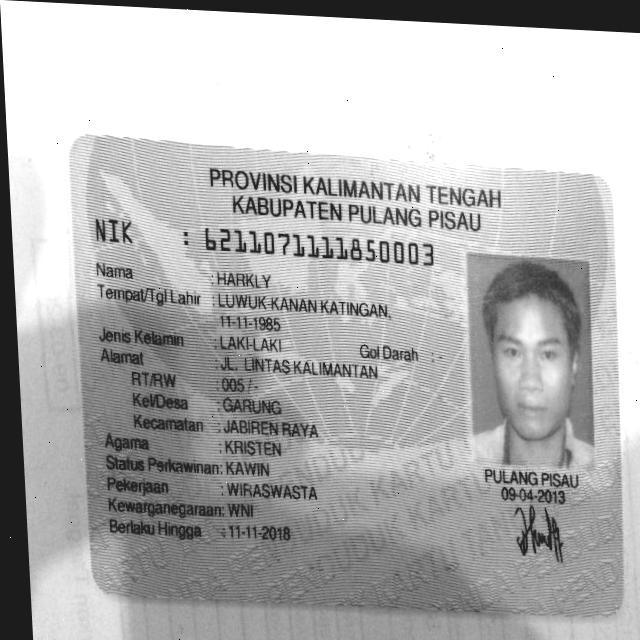 PROVINSI KALIMANTAN TENGAH
KABUPATEN PULANG PISAU
NIK : 6211071111850003
Nama : HARKLY
Tempat/Tgl Lahir : LUWUK KANAN KATINGAN,
11-11-1985
Jenis Kelamin : LAKI-LAKI Gol Darah : -
Alamat : JL. LINTAS KALIMANTAN
RT/RW : 005 / -
Kel/Desa : GARUNG
Kecamatan : JABIREN RAYA
Agama : KRISTEN
Status Perkawinan: KAWIN
Pekerjaan : WIRASWASTA
Kewarganegaraan: WNI
Berlaku Hingga : 11-11-2018
PULANG PISAU
09-04-2013